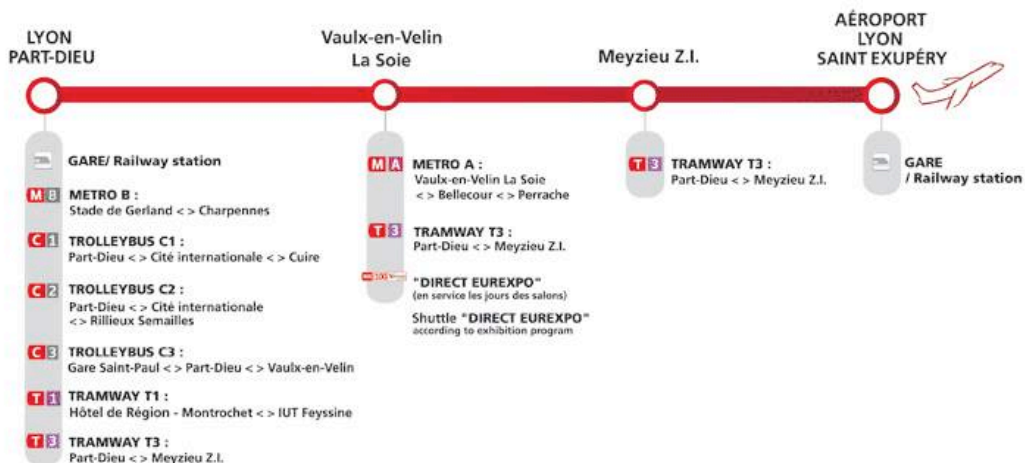 LYON
PART-DIEU
Vaulx-en-Velin
La Soie
Meyzieu Z.I.
AÉROPORT
LYON
SAINT EXUPÉRY
GARE/ Railway station
M B METRO B :
Stade de Gerland < > Charpennes
C 1 TROLLEYBUS C1 :
Part-Dieu < > Cité internationale < > Cuire
C 2 TROLLEYBUS C2 :
Part-Dieu < > Cité internationale
< > Rillieux Semailles
C 3 TROLLEYBUS C3 :
Gare Saint-Paul < > Part-Dieu < > Vaulx-en-Velin
T 1 TRAMWAY T1 :
Hôtel de Région - Montrochet < > IUT Feyssine
T 3 TRAMWAY T3 :
Part-Dieu < > Meyzieu Z.I.
M A METRO A :
Vaulx-en-Velin La Soie
< > Bellecour < > Perrache
T 3 TRAMWAY T3 :
Part-Dieu < > Meyzieu Z.I.
"DIRECT EUREXPO"
(en service les jours des salons)
Shuttle "DIRECT EUREXPO"
according to exhibition program
T 3 TRAMWAY T3 :
Part-Dieu < > Meyzieu Z.I.
GARE
/ Railway station